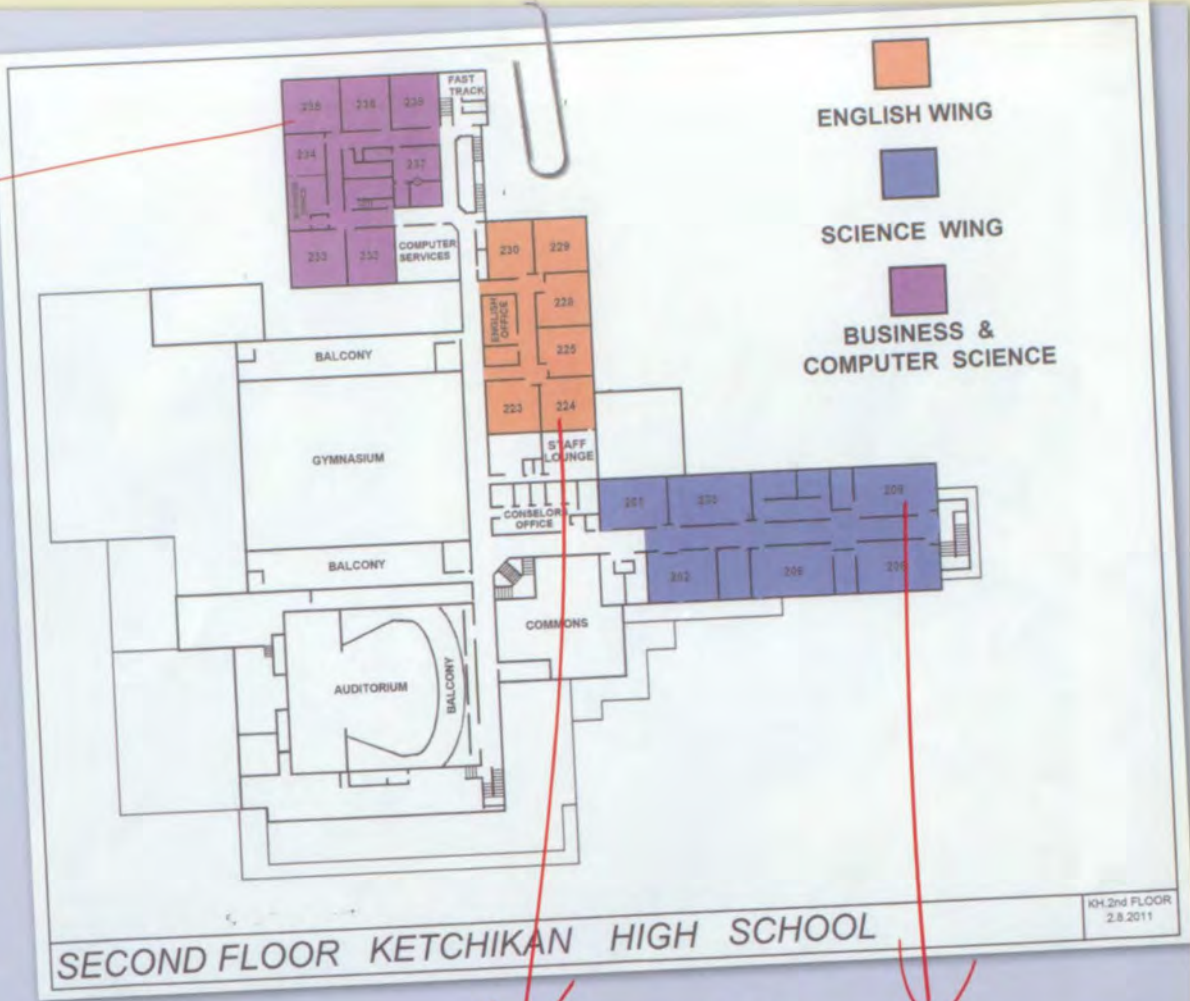 FAST
TRACK
234
237
COMPUTER
SERVICES
233
232
230
229
ENGLISH
OFFICE
228
225
223
224
STAFF
LOUNGE
CONSELORS
OFFICE
BALCONY
GYMNASIUM
BALCONY
AUDITORIUM
BALCONY
COMMONS
201
209
202
206
ENGLISH WING
SCIENCE WING
BUSINESS &
COMPUTER SCIENCE
SECOND FLOOR KETCHIKAN HIGH SCHOOL
KH.2nd FLOOR
2.8.2011